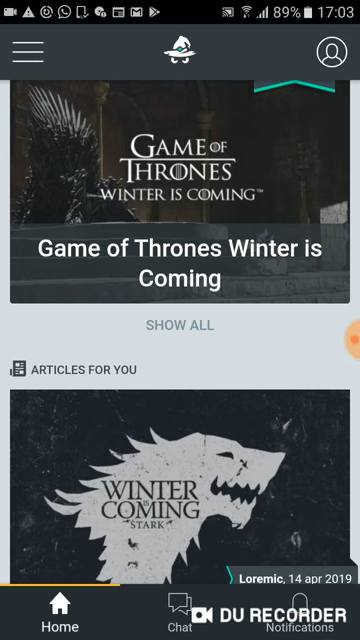 89% 17:03
GAME OF
THRONES
WINTER IS COMING™
Game of Thrones Winter is
Coming
SHOW ALL
ARTICLES FOR YOU
WINTER
IS
COMING
STARK
Loremic, 14 apr 2019
DU RECORDER
Home
Chat
Notifications